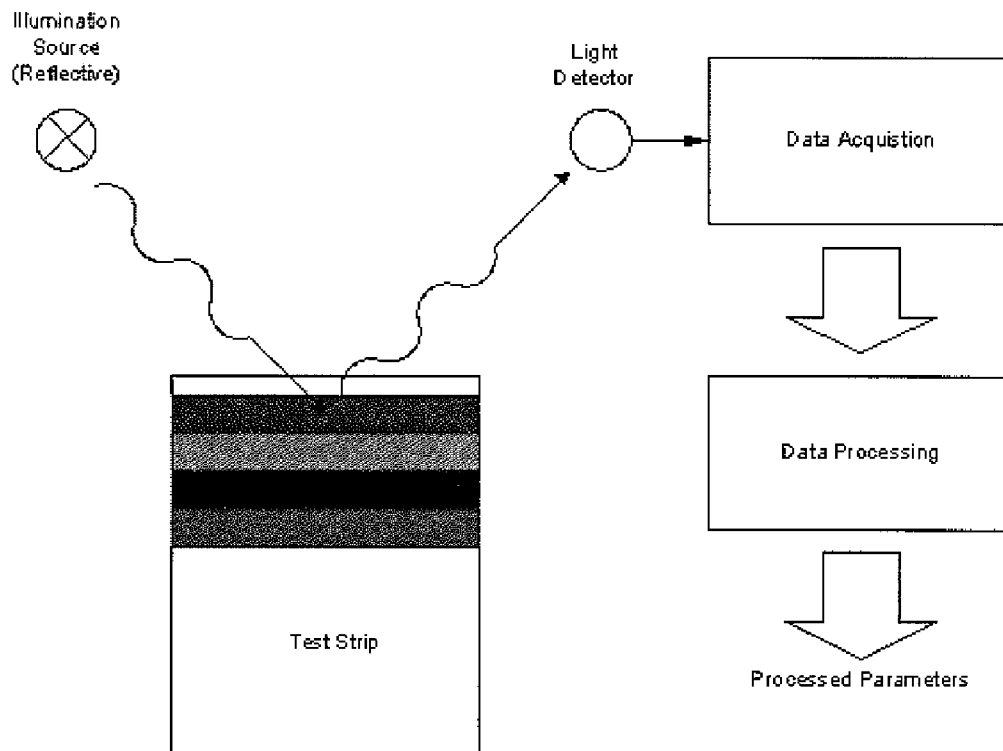 Illumination
Source
(Reflective)
Light
Detector
Data Acquistion
Data Processing
Test Strip
Processed Parameters